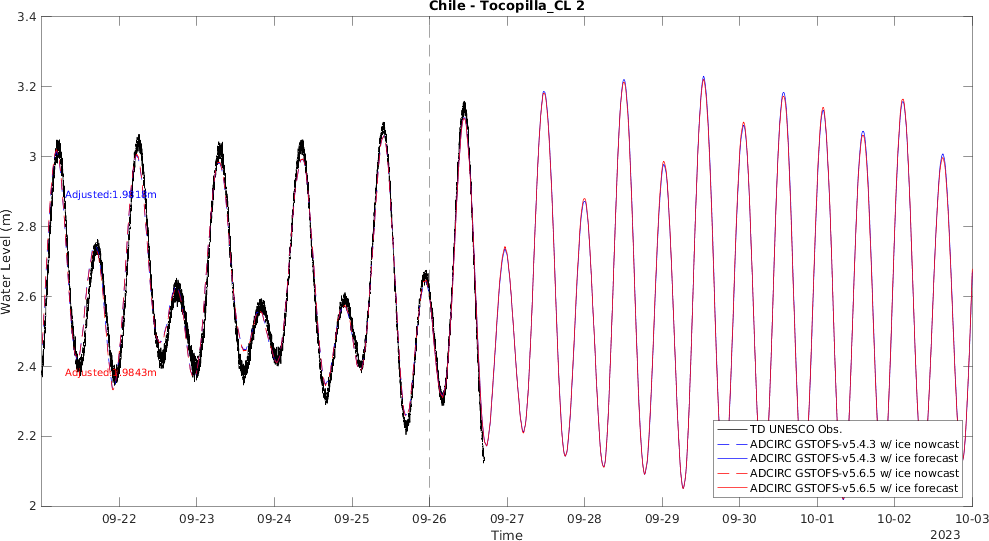 Chile - Tocopilla_CL 2
3.4
3.2
3
2.8
2.6
2.4
2.2
2
Water Level (m)
Adjusted:1.9818m
Adjusted:1.9843m
TD UNESCO Obs.
ADCIRC GSTOFS-v5.4.3 w/ ice nowcast
ADCIRC GSTOFS-v5.4.3 w/ ice forecast
ADCIRC GSTOFS-v5.6.5 w/ ice nowcast
ADCIRC GSTOFS-v5.6.5 w/ ice forecast
09-22 09-23 09-24 09-25 09-26 09-27 09-28 09-29 09-30 10-01 10-02 10-03
Time
2023